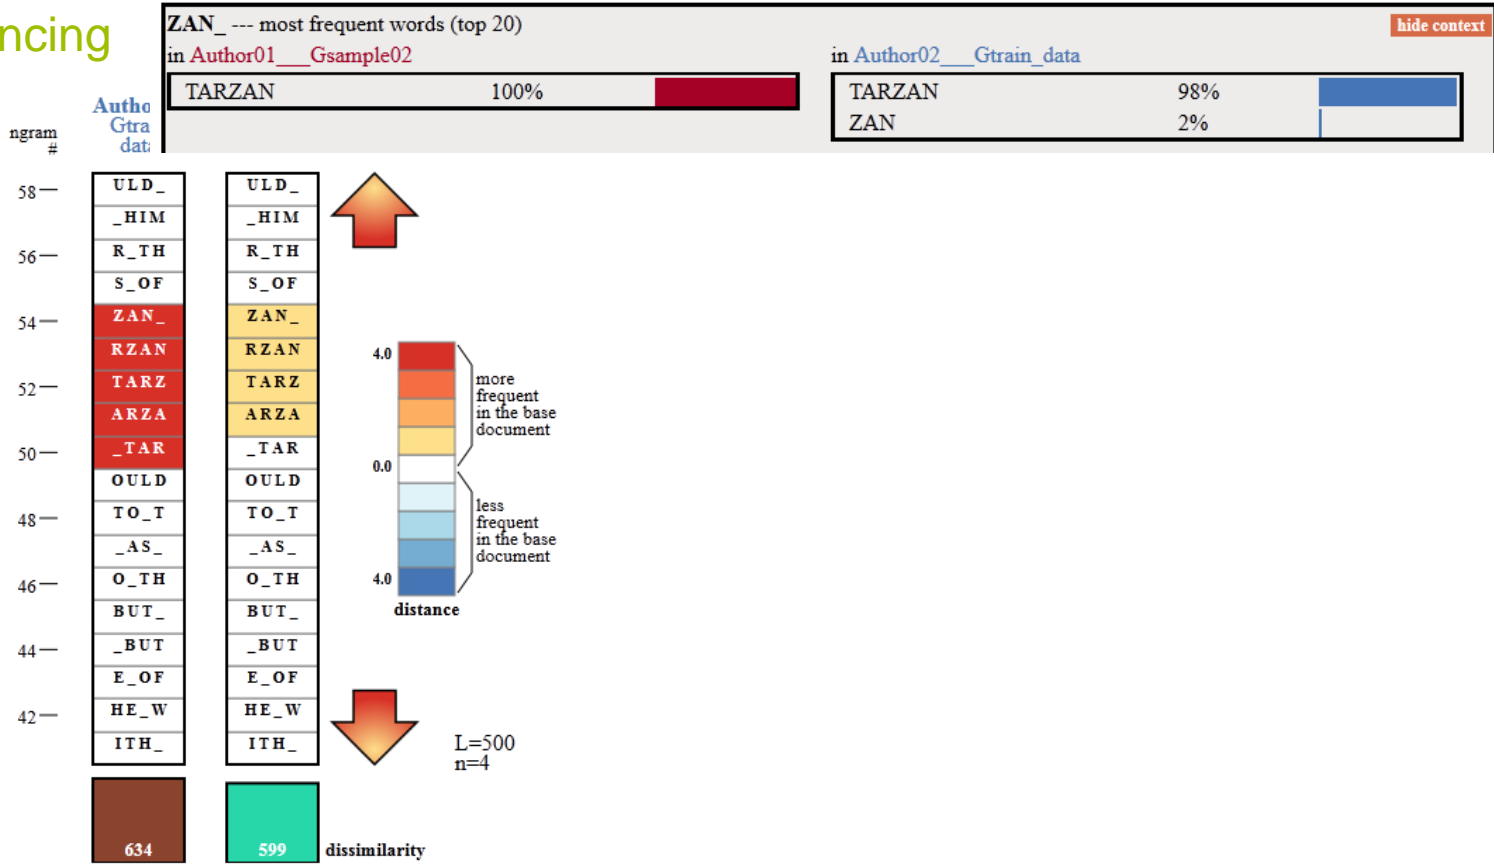 ncing
ZAN_ --- most frequent words (top 20)
hide context
in Author01___Gsample02
in Author02___Gtrain_data
TARZAN 100%
TARZAN 98%
ZAN 2%
Autho
Gtra
data
ngram
#
58 ULD_ ULD_
_HIM _HIM
56 R_TH R_TH
S_OF S_OF
54 ZAN_ ZAN_
RZAN RZAN
52 TARZ TARZ
ARZA ARZA
50 _TAR _TAR
OULD OULD
48 TO_T TO_T
_AS_ _AS_
46 O_TH O_TH
BUT_ BUT_
44 _BUT _BUT
E_OF E_OF
42 HE_W HE_W
ITH_ ITH_
4.0
more
frequent
in the base
document
0.0
less
frequent
in the base
document
4.0
distance
L=500
n=4
634 599 dissimilarity